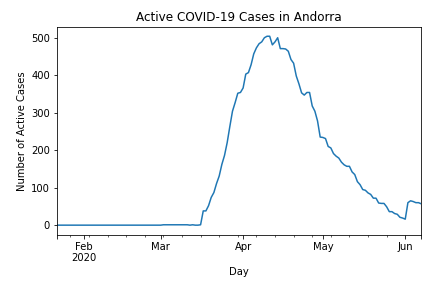 Active COVID-19 Cases in Andorra
Number of Active Cases
500
400
300
200
100
0
Feb
2020
Mar
Apr
May
Jun
Day